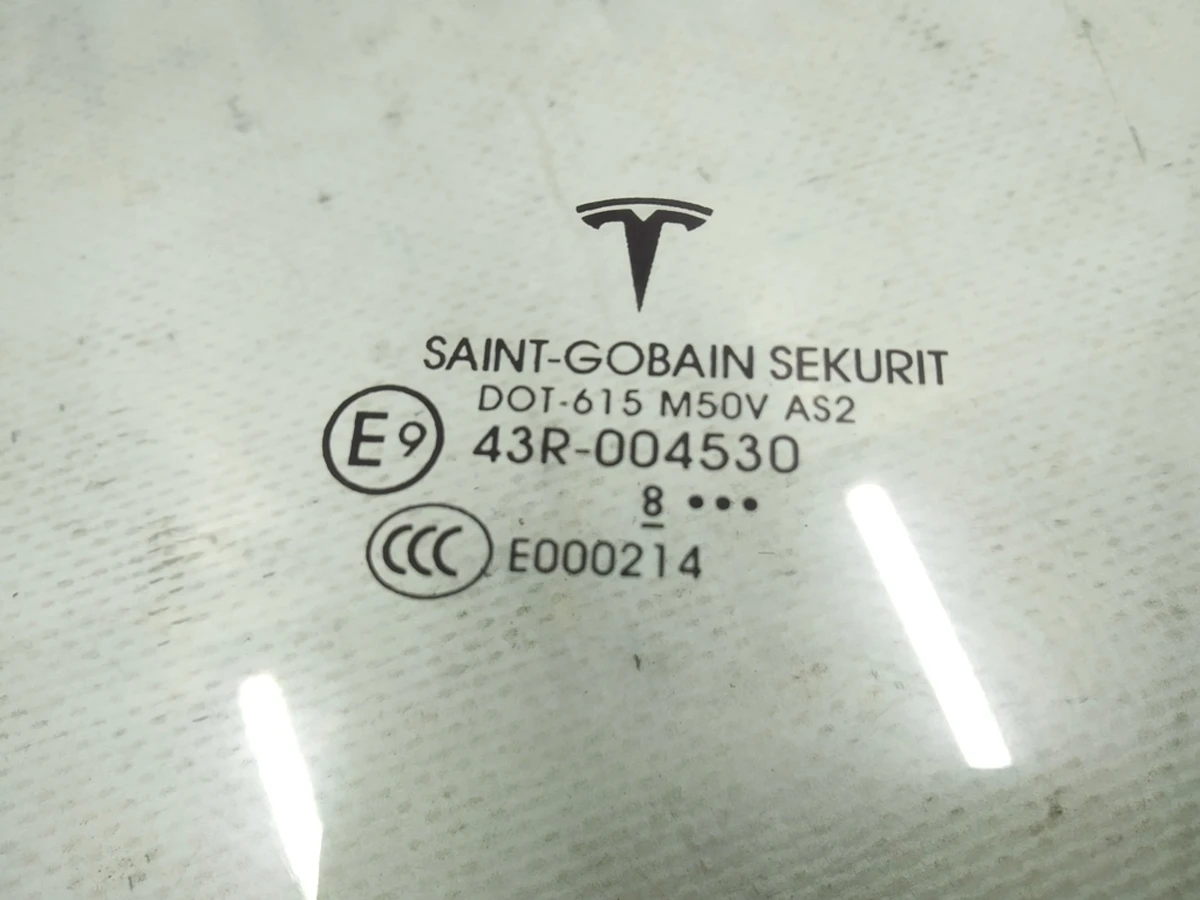 SAINT-GOBAIN SEKURIT
DOT-615 M50V AS2
E9 43R-004530
8 •••
CCC E000214